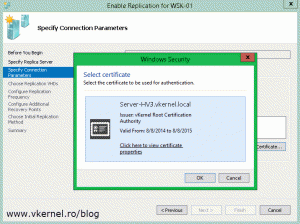 Enable Replication for WSK-01
Specify Connection Parameters
Before You Begin
Specify Replica Server
Specify Connection
Parameters
Choose Replication VHDs
Configure Replication
Frequency
Configure Additional
Recovery Points
Choose Initial Replication
Method
Summary
Windows Security
Select certificate
Select the certificate to be used for authentication.
Server-HV3.vkernel.local
Issuer: vKernel Root Certification
Authority
Valid From: 8/8/2014 to 8/8/2015
Click here to view certificate
properties
OK
Cancel
Certificate...
< Previous
Next >
Finish
Cancel
www.vkernel.ro/blog